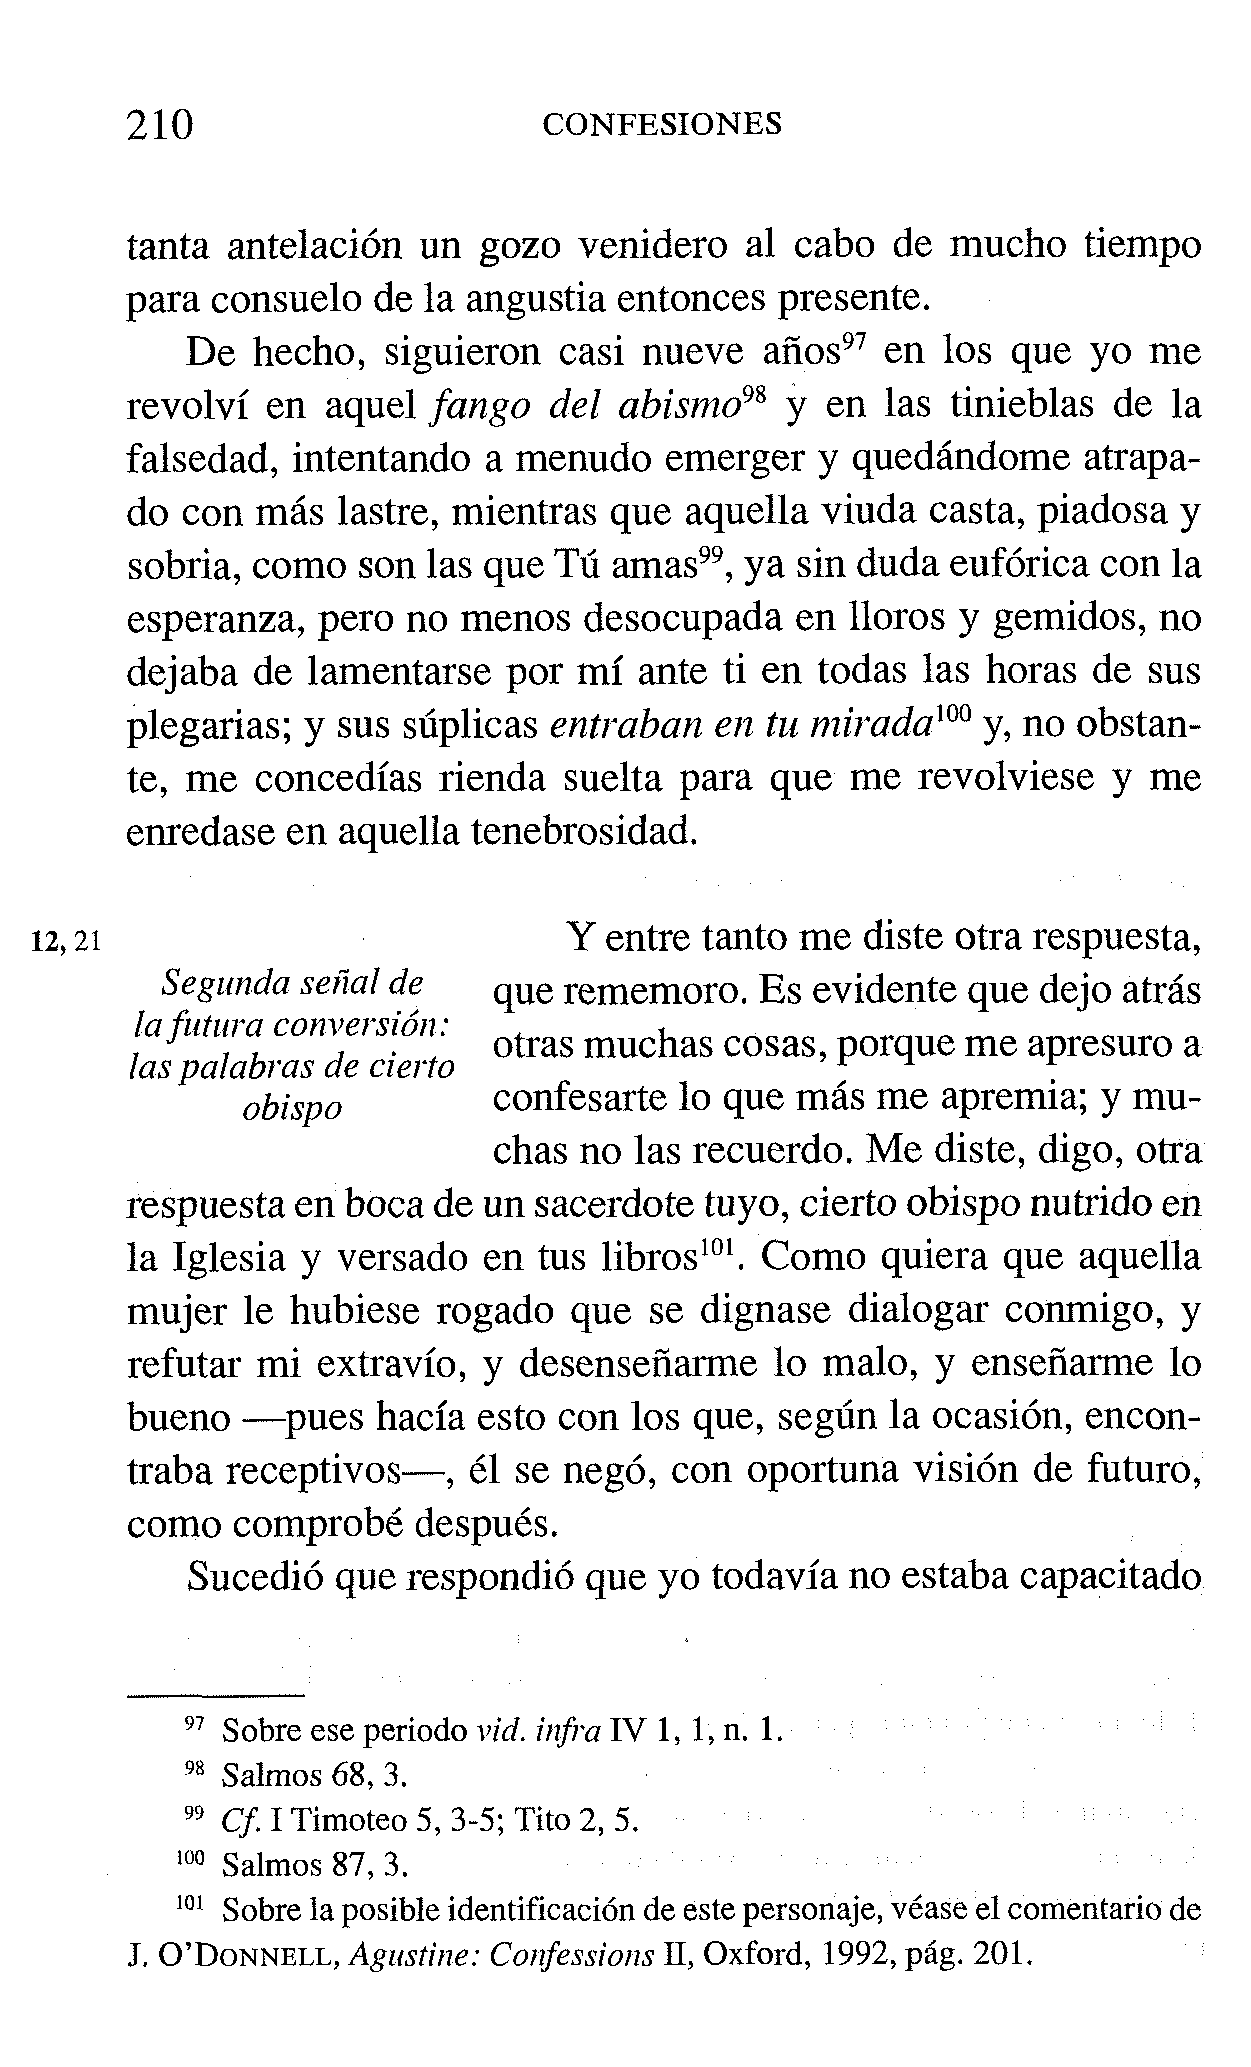 210 CONFESIONES
tanta antelación un gozo venidero al cabo de mucho tiempo
para consuelo de la angustia entonces presente.
De hecho, siguieron casi nueve años⁹⁷ en los que yo me
revolví en aquel fango del abismo⁹⁸ y en las tinieblas de la
falsedad, intentando a menudo emerger y quedándome atrapa-
do con más lastre, mientras que aquella viuda casta, piadosa y
sobria, como son las que Tú amas⁹⁹, ya sin duda eufórica con la
esperanza, pero no menos desocupada en lloros y gemidos, no
dejaba de lamentarse por mí ante ti en todas las horas de sus
plegarias; y sus súplicas entraban en tu mirada¹⁰⁰ y, no obstan-
te, me concedías rienda suelta para que me revolviese y me
enredase en aquella tenebrosidad.
12, 21
Segunda señal de
la futura conversión:
las palabras de cierto
obispo
Y entre tanto me diste otra respuesta,
que rememoro. Es evidente que dejo atrás
otras muchas cosas, porque me apresuro a
confesarte lo que más me apremia; y mu-
chas no las recuerdo. Me diste, digo, otra
respuesta en boca de un sacerdote tuyo, cierto obispo nutrido en
la Iglesia y versado en tus libros¹⁰¹. Como quiera que aquella
mujer le hubiese rogado que se dignase dialogar conmigo, y
refutar mi extravío, y desenseñarme lo malo, y enseñarme lo
bueno —pues hacía esto con los que, según la ocasión, encon-
traba receptivos—, él se negó, con oportuna visión de futuro,
como comprobé después.
Sucedió que respondió que yo todavía no estaba capacitado
⁹⁷ Sobre ese periodo vid. infra IV 1, 1, n. 1.
⁹⁸ Salmos 68, 3.
⁹⁹ Cf. I Timoteo 5, 3-5; Tito 2, 5.
¹⁰⁰ Salmos 87, 3.
¹⁰¹ Sobre la posible identificación de este personaje, véase el comentario de
J. O'DONNELL, Agustine: Confessions II, Oxford, 1992, pág. 201.